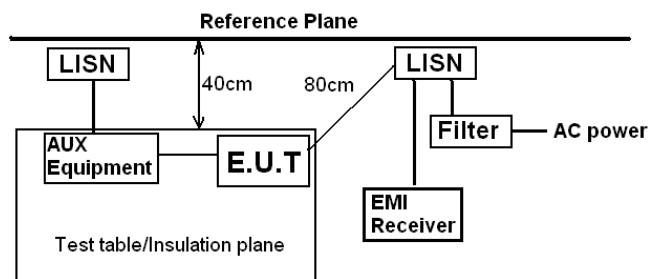 Reference Plane
LISN
40cm
80cm
LISN
AUX
Equipment
E.U.T
Filter
AC power
EMI
Receiver
Test table/Insulation plane